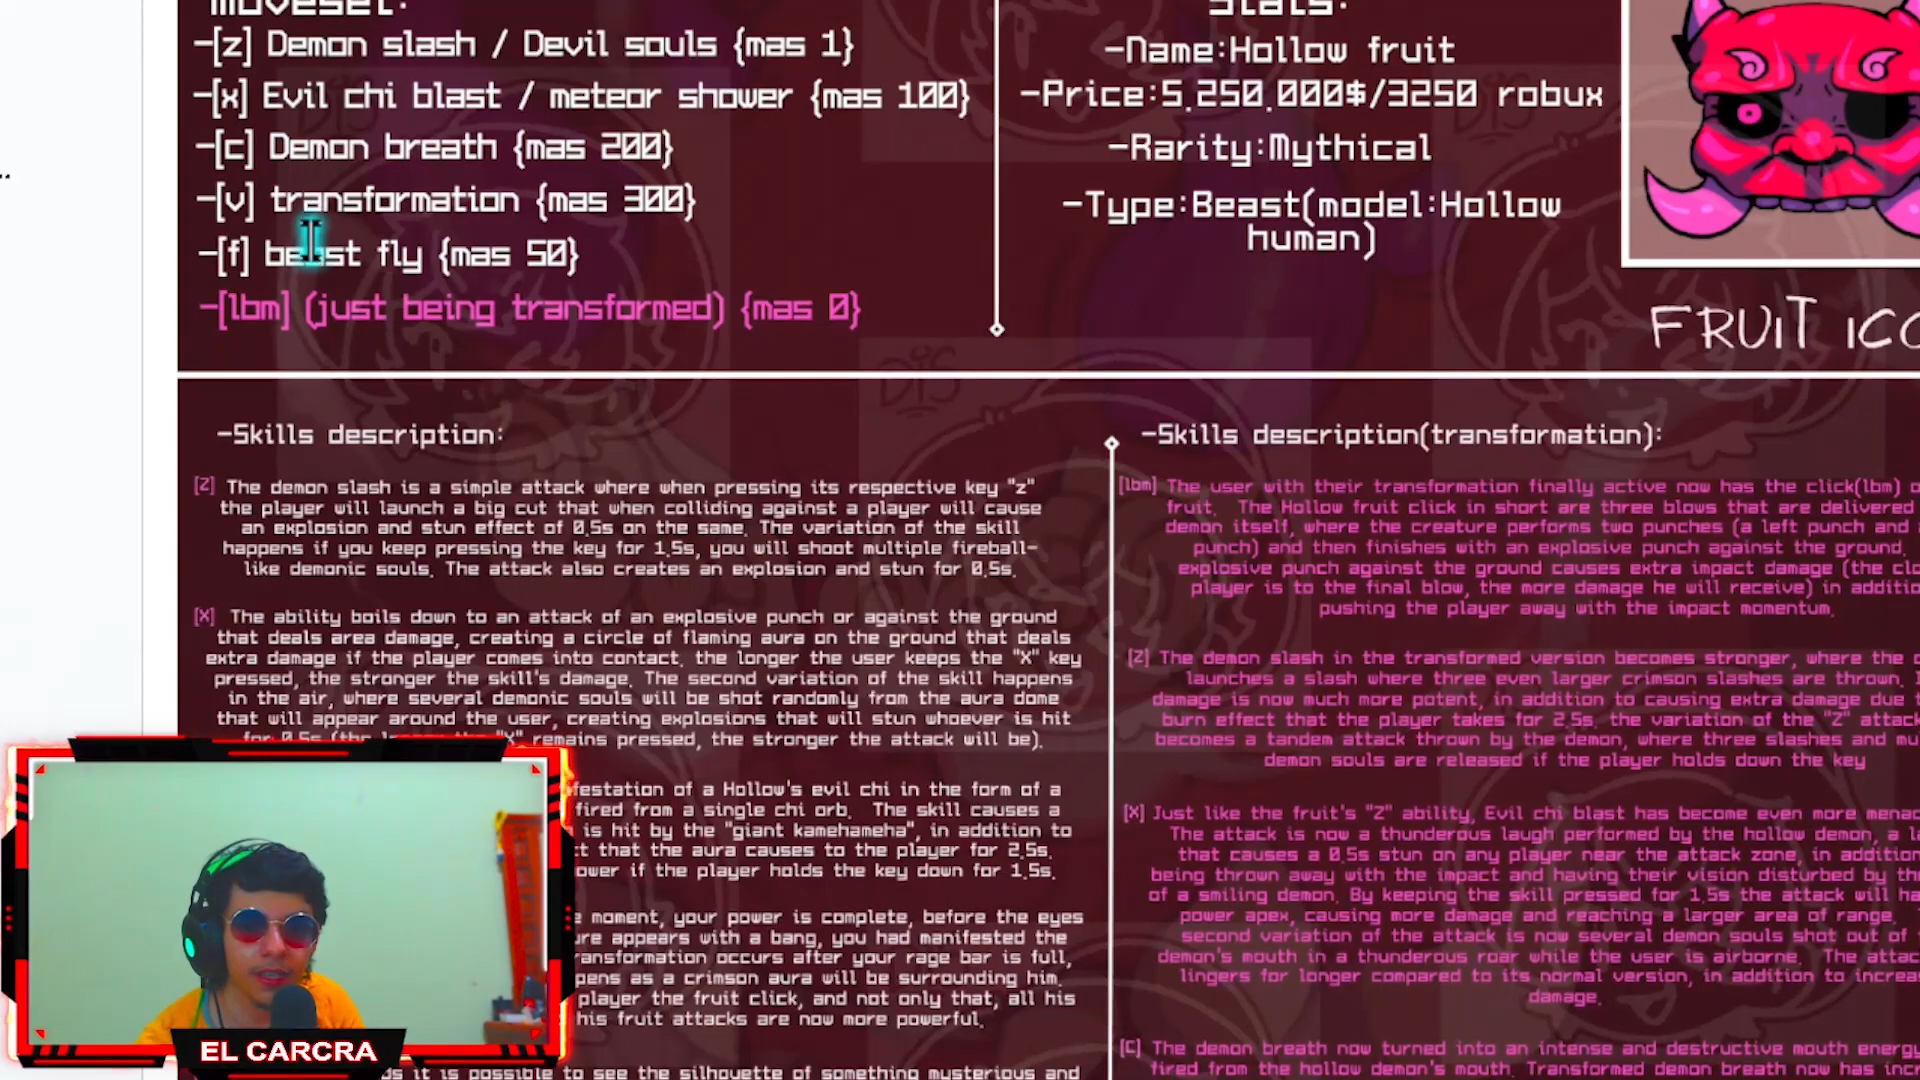 moveset:
-[z] Demon slash / Devil souls {mas 1}
-[x] Evil chi blast / meteor shower {mas 100}
-[c] Demon breath {mas 200}
-[v] transformation {mas 300}
-[f] beast fly {mas 50}
-[lbm] (just being transformed) {mas 0}
Stats:
-Name:Hollow fruit
-Price:5.250.000$/3250 robux
-Rarity:Mythical
-Type:Beast(model:Hollow
human)
FRUIT ICO
DJS
DJS
-Skills description:
[Z] The demon slash is a simple attack where when pressing its respective key "z"
the player will launch a big cut that when colliding against a player will cause
an explosion and stun effect of 0.5s on the same. The variation of the skill
happens if you keep pressing the key for 1.5s, you will shoot multiple fireball-
like demonic souls. The attack also creates an explosion and stun for 0.5s.
[X] The ability boils down to an attack of an explosive punch or against the ground
that deals area damage, creating a circle of flaming aura on the ground that deals
extra damage if the player comes into contact. the longer the user keeps the "X" key
pressed, the stronger the skill's damage. The second variation of the skill happens
in the air, where several demonic souls will be shot randomly from the aura dome
that will appear around the user, creating explosions that will stun whoever is hit
for 0.5s (the "X" remains pressed, the stronger the attack will be).
festation of a Hollow's evil chi in the form of a
fired from a single chi orb. The skill causes a
is hit by the "giant kamehameha", in addition to
ct that the aura causes to the player for 2.5s.
ower if the player holds the key down for 1.5s.
e moment, your power is complete, before the eyes
ure appears with a bang, you had manifested the
ransformation occurs after your rage bar is full,
pens as a crimson aura will be surrounding him.
player the fruit click, and not only that, all his
his fruit attacks are now more powerful.
it is possible to see the silhouette of something mysterious and
-Skills description(transformation):
[lbm] The user with their transformation finally active now has the click(lbm) o
fruit. The Hollow fruit click in short are three blows that are delivered
demon itself, where the creature performs two punches (a left punch and
punch) and then finishes with an explosive punch against the ground.
explosive punch against the ground causes extra impact damage (the clo
player is to the final blow, the more damage he will receive) in additio
pushing the player away with the impact momentum.
[Z] The demon slash in the transformed version becomes stronger, where the
launches a slash where three even larger crimson slashes are thrown.
damage is now much more potent, in addition to causing extra damage due
burn effect that the player takes for 2,5s, the variation of the "Z" attack
becomes a tandem attack thrown by the demon, where three slashes and mu
demon souls are released if the player holds down the key
[X] Just like the fruit's "Z" ability, Evil chi blast has become even more menac
The attack is now a thunderous laugh performed by the hollow demon, a la
that causes a 0,5s stun on any player near the attack zone, in addition
being thrown away with the impact and having their vision disturbed by th
of a smiling demon. By keeping the skill pressed for 1.5s the attack will ha
power apex, causing more damage and reaching a larger area of range.
second variation of the attack is now several demon souls shot out of
demon's mouth in a thunderous roar while the user is airborne. The attac
lingers for longer compared to its normal version, in addition to increa
damage.
[C] The demon breath now turned into an intense and destructive mouth energy
fired from the hollow demon's mouth. Transformed demon breath now has incr
EL CARCRA